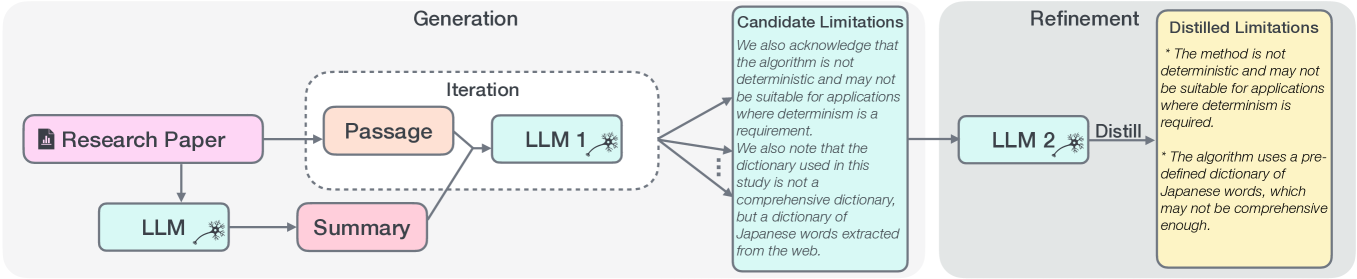 Generation
Iteration
Research Paper
Passage
LLM 1
LLM
Summary
Candidate Limitations
We also acknowledge that
the algorithm is not
deterministic and may not
be suitable for applications
where determinism is a
requirement.
We also note that the
dictionary used in this
study is not a
comprehensive dictionary,
but a dictionary of
Japanese words extracted
from the web.
Refinement
LLM 2
Distill
Distilled Limitations
* The method is not
deterministic and may not
be suitable for applications
where determinism is
required.
* The algorithm uses a pre-
defined dictionary of
Japanese words, which
may not be comprehensive
enough.